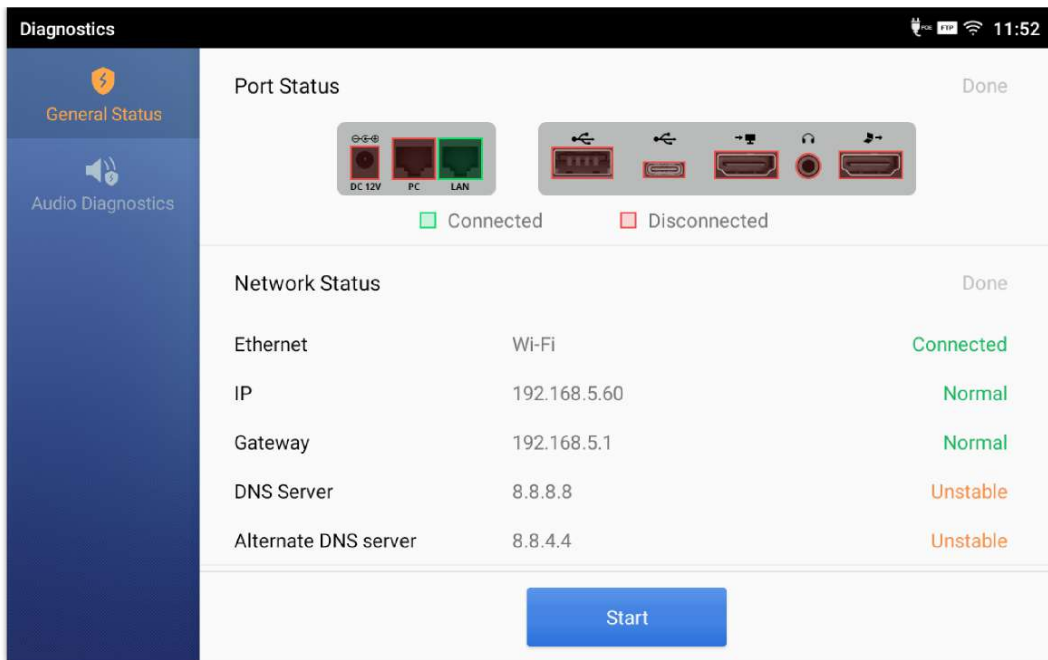 Diagnostics POE FTP 11:52
General Status
Audio Diagnostics
Port Status Done
DC 12V PC LAN
Connected Disconnected
Network Status Done
Ethernet Wi-Fi Connected
IP 192.168.5.60 Normal
Gateway 192.168.5.1 Normal
DNS Server 8.8.8.8 Unstable
Alternate DNS server 8.8.4.4 Unstable
Start